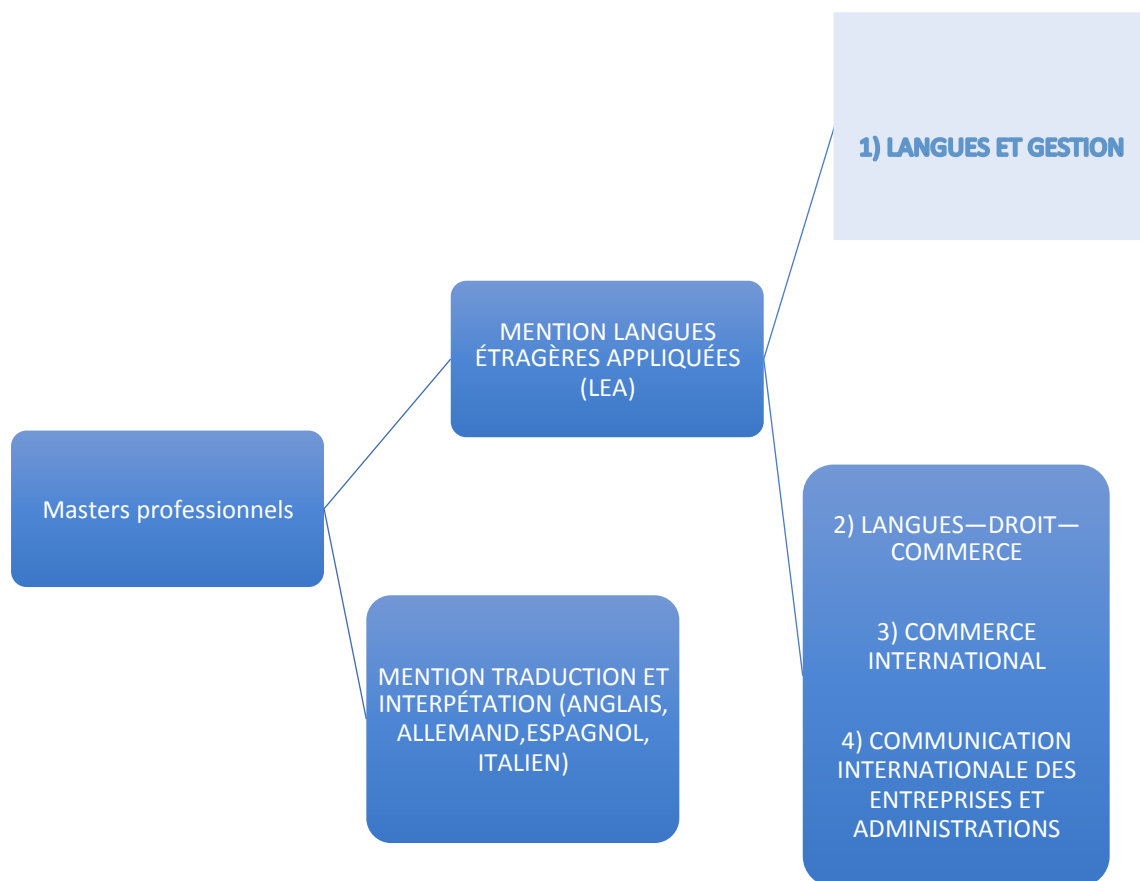 1) LANGUES ET GESTION
MENTION LANGUES
ÉTRAGÈRES APPLIQUÉES
(LEA)
Masters professionnels
2) LANGUES—DROIT—
COMMERCE
3) COMMERCE
INTERNATIONAL
4) COMMUNICATION
INTERNATIONALE DES
ENTREPRISES ET
ADMINISTRATIONS
MENTION TRADUCTION ET
INTERPÉTATION (ANGLAIS,
ALLEMAND,ESPAGNOL,
ITALIEN)